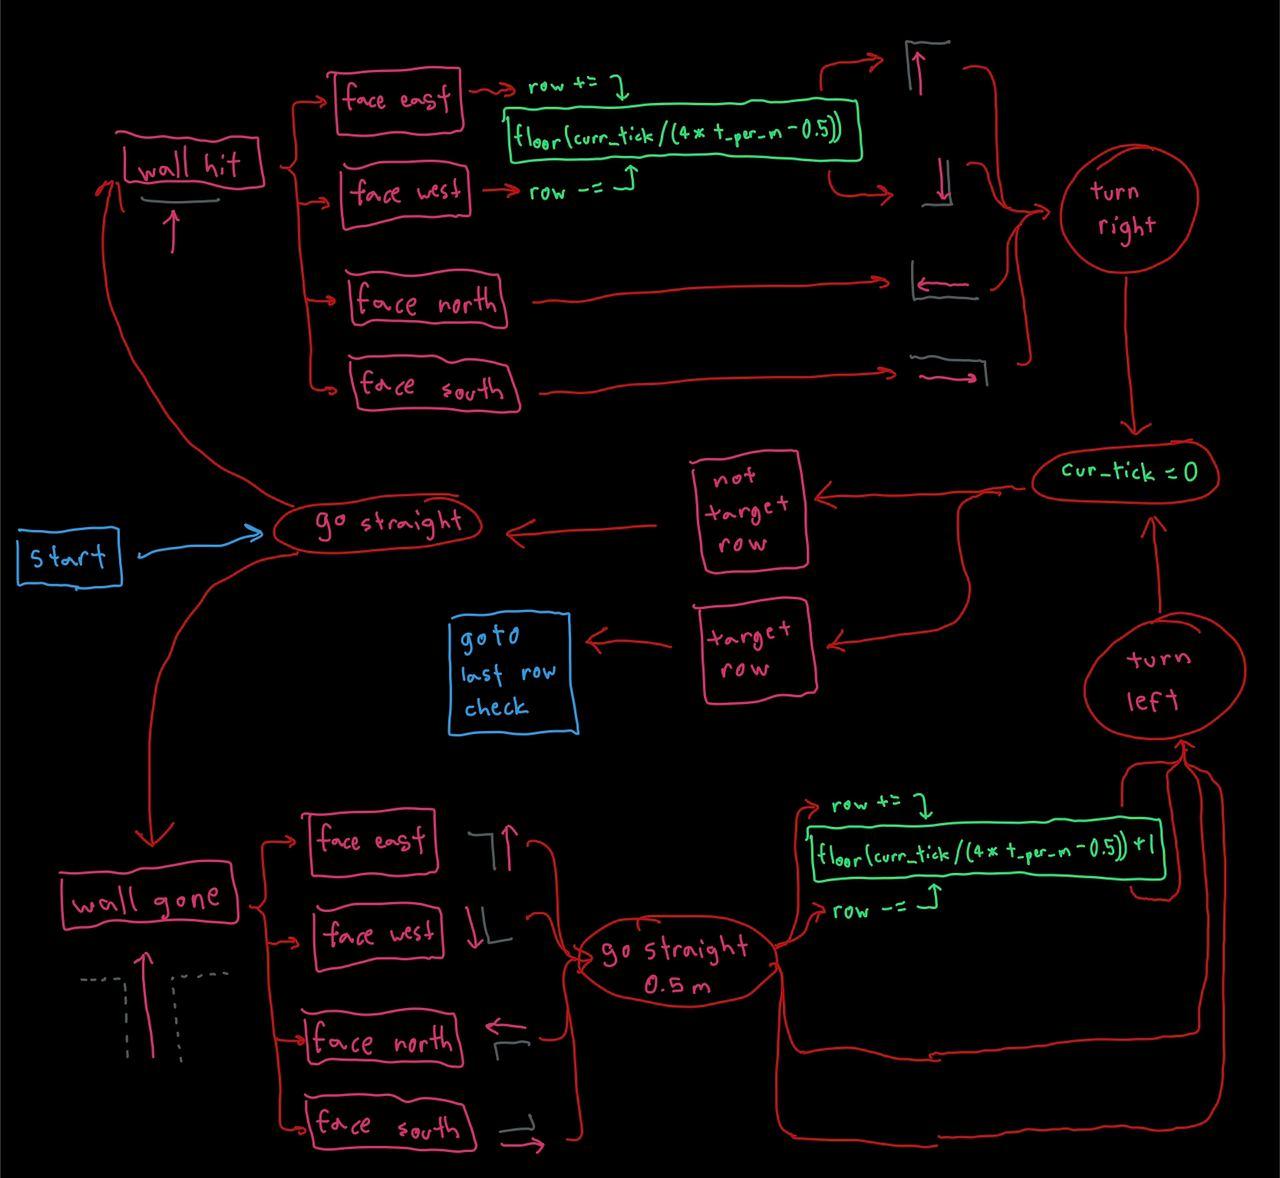 face east
row += 
floor(curr_tick/(4* t_per_m - 0.5))
wall hit
face west
row -=
turn
right
face north
face south
cur_tick = 0
not
target
row
go straight
start
goto
last row
check
target
row
turn
left
face east
row +=
floor(curr_tick/(4* t_per_m - 0.5)) + 1
wall gone
face west
row -=
go straight
0.5 m
face north
face south